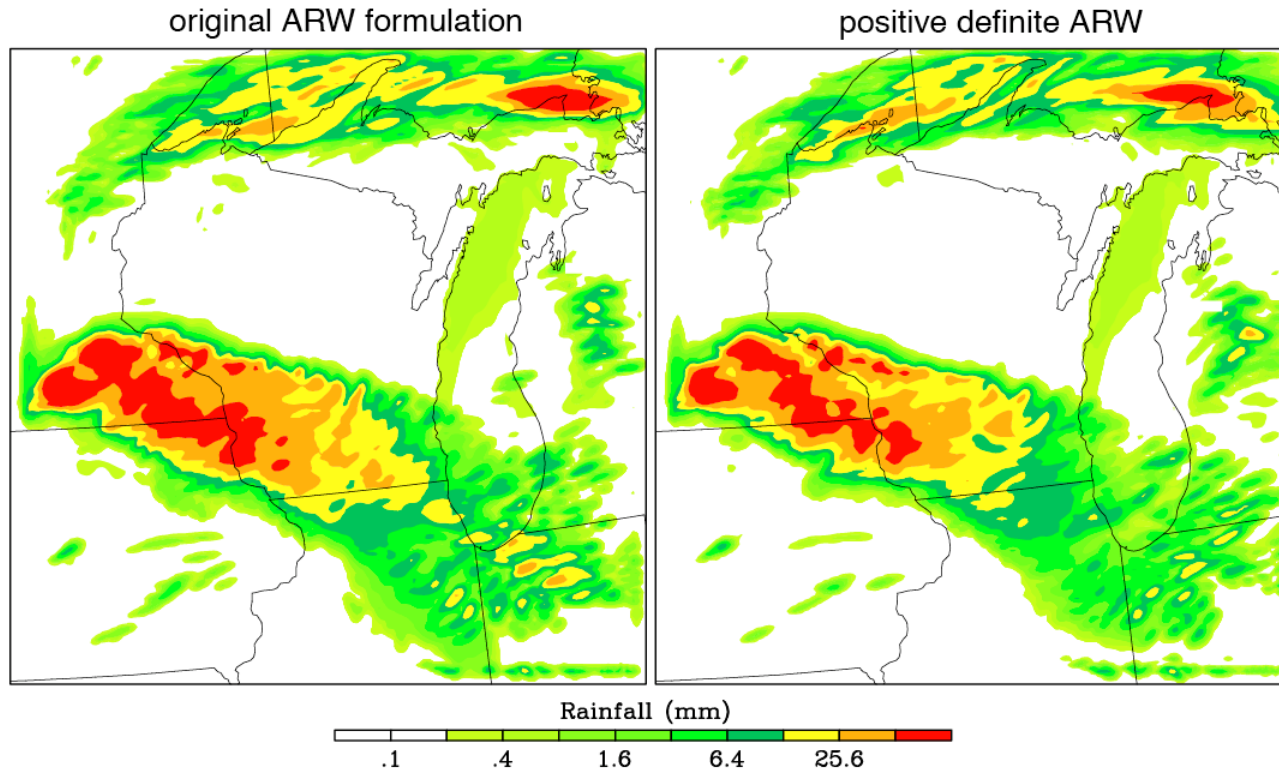 original ARW formulation
positive definite ARW
Rainfall (mm)
.1 .4 1.6 6.4 25.6